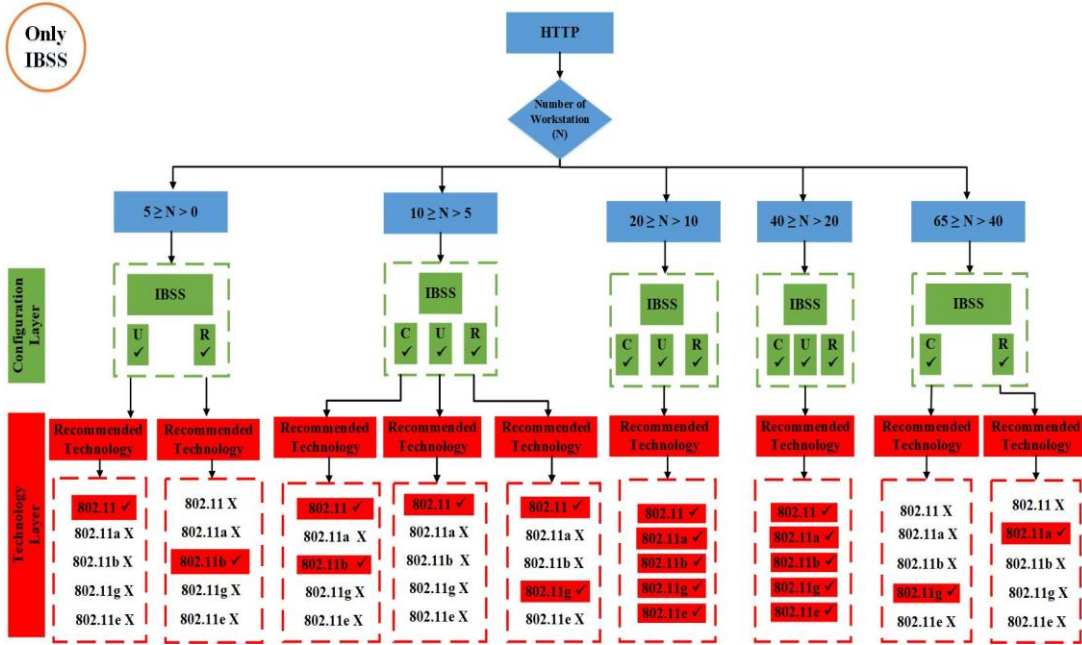 Only
IBSS
HTTP
Number of
Workstation
(N)
5 ≥ N > 0
10 ≥ N > 5
20 ≥ N > 10
40 ≥ N > 20
65 ≥ N > 40
Configuration
Layer
IBSS
U ✓
R ✓
IBSS
C ✓
U ✓
R ✓
IBSS
C ✓
U ✓
R ✓
IBSS
C ✓
U ✓
R ✓
IBSS
C ✓
R ✓
Technology
Layer
Recommended
Technology
802.11 ✓
802.11a X
802.11b X
802.11g X
802.11e X
Recommended
Technology
802.11 X
802.11a X
802.11b ✓
802.11g X
802.11e X
Recommended
Technology
802.11 ✓
802.11a X
802.11b ✓
802.11g X
802.11e X
Recommended
Technology
802.11 ✓
802.11a X
802.11b X
802.11g X
802.11e X
Recommended
Technology
802.11 ✓
802.11a X
802.11b X
802.11g ✓
802.11e X
Recommended
Technology
802.11 ✓
802.11a ✓
802.11b ✓
802.11g ✓
802.11e ✓
Recommended
Technology
802.11 ✓
802.11a ✓
802.11b ✓
802.11g ✓
802.11e ✓
Recommended
Technology
802.11 X
802.11a X
802.11b X
802.11g ✓
802.11e X
Recommended
Technology
802.11 X
802.11a ✓
802.11b X
802.11g X
802.11e X